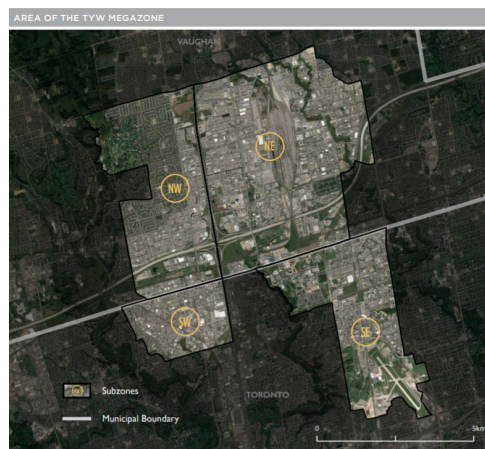 AREA OF THE TYW MEGAZONE
VAUGHAN
NE
NW
SW
SE
Subzones
TORONTO
Municipal Boundary
0
5km